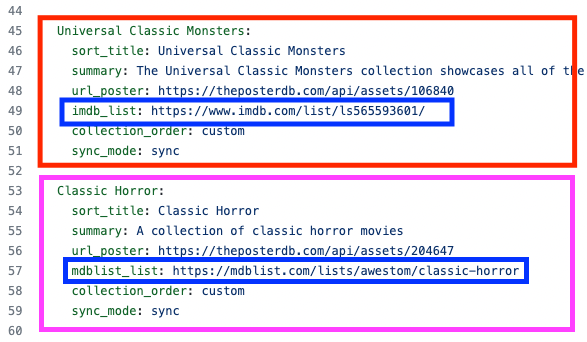 44
45 Universal Classic Monsters:
46 sort_title: Universal Classic Monsters
47 summary: The Universal Classic Monsters collection showcases all of the
48 url_poster: https://theposterdb.com/api/assets/106840
49 imdb_list: https://www.imdb.com/list/ls565593601/
50 collection_order: custom
51 sync_mode: sync
52
53 Classic Horror:
54 sort_title: Classic Horror
55 summary: A collection of classic horror movies
56 url_poster: https://theposterdb.com/api/assets/204647
57 mdblist_list: https://mdblist.com/lists/awestom/classic-horror
58 collection_order: custom
59 sync_mode: sync
60